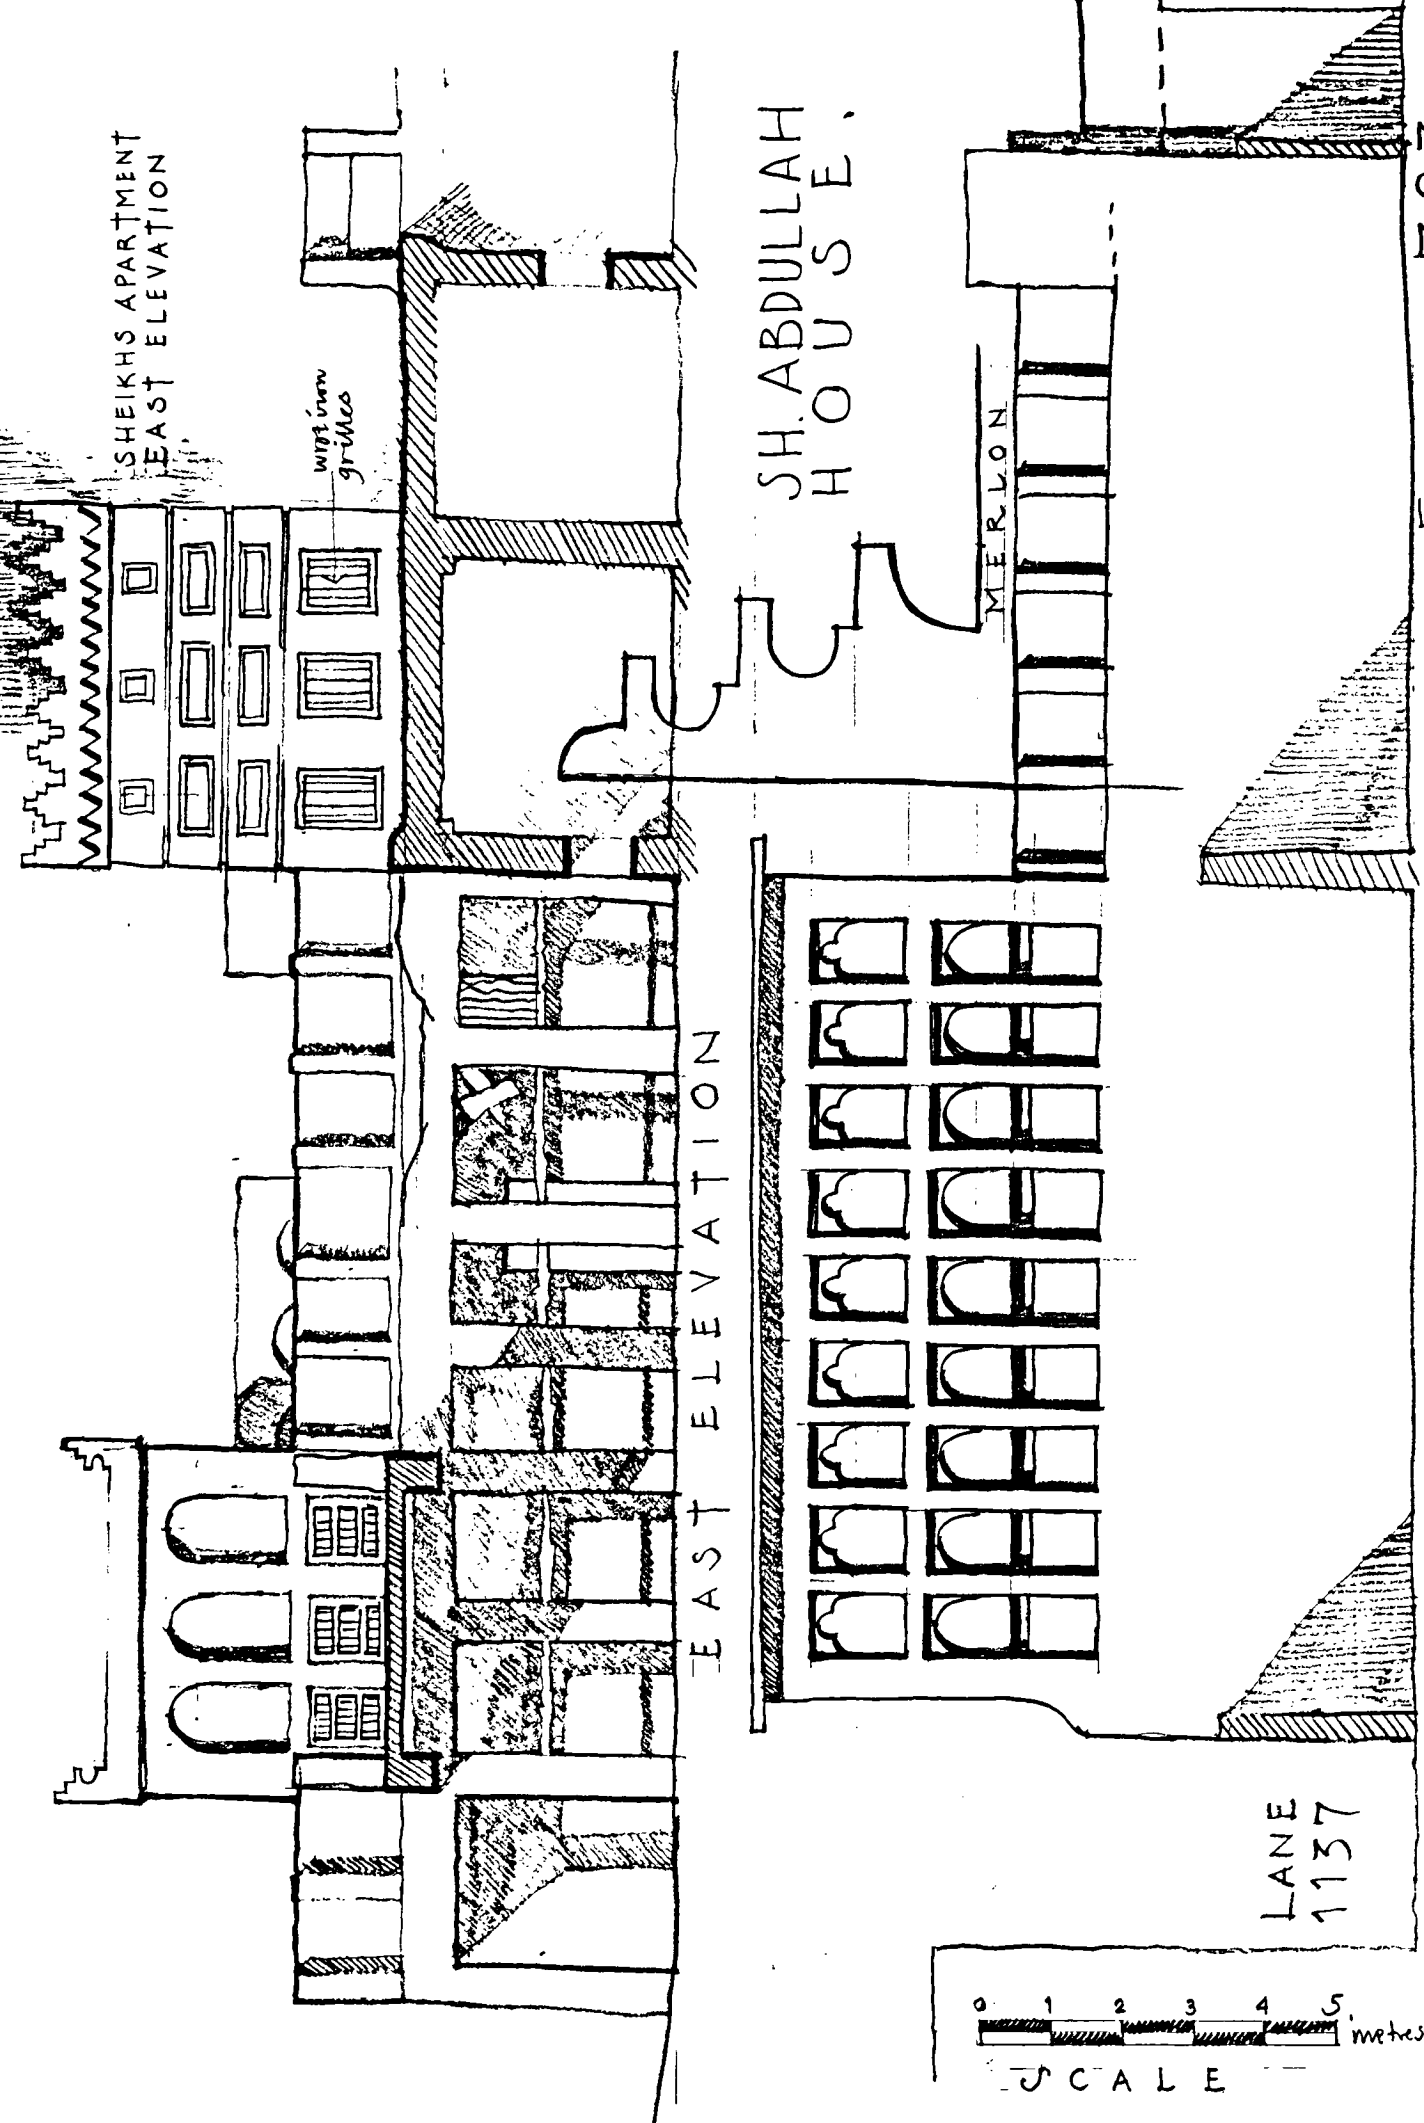 SHEIKHS APARTMENT
EAST ELEVATION
wrot iron
grilles
SH. ABDULLAH
HOUSE.
MERLON
EAST ELEVATION
LANE
1137
0 1 2 3 4 5
metres
SCALE